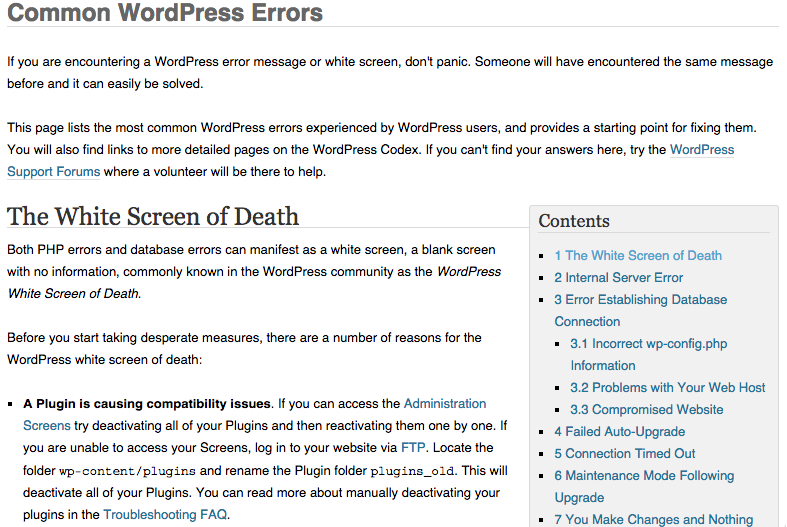 Common WordPress Errors
If you are encountering a WordPress error message or white screen, don't panic. Someone will have encountered the same message
before and it can easily be solved.
This page lists the most common WordPress errors experienced by WordPress users, and provides a starting point for fixing them.
You will also find links to more detailed pages on the WordPress Codex. If you can't find your answers here, try the WordPress
Support Forums where a volunteer will be there to help.
The White Screen of Death
Both PHP errors and database errors can manifest as a white screen, a blank screen
with no information, commonly known in the WordPress community as the WordPress
White Screen of Death.
Before you start taking desperate measures, there are a number of reasons for the
WordPress white screen of death:
A Plugin is causing compatibility issues. If you can access the Administration
Screens try deactivating all of your Plugins and then reactivating them one by one. If
you are unable to access your Screens, log in to your website via FTP. Locate the
folder wp-content/plugins and rename the Plugin folder plugins_old. This will
deactivate all of your Plugins. You can read more about manually deactivating your
plugins in the Troubleshooting FAQ.
Contents
1 The White Screen of Death
2 Internal Server Error
3 Error Establishing Database
Connection
3.1 Incorrect wp-config.php
Information
3.2 Problems with Your Web Host
3.3 Compromised Website
4 Failed Auto-Upgrade
5 Connection Timed Out
6 Maintenance Mode Following
Upgrade
7 You Make Changes and Nothing